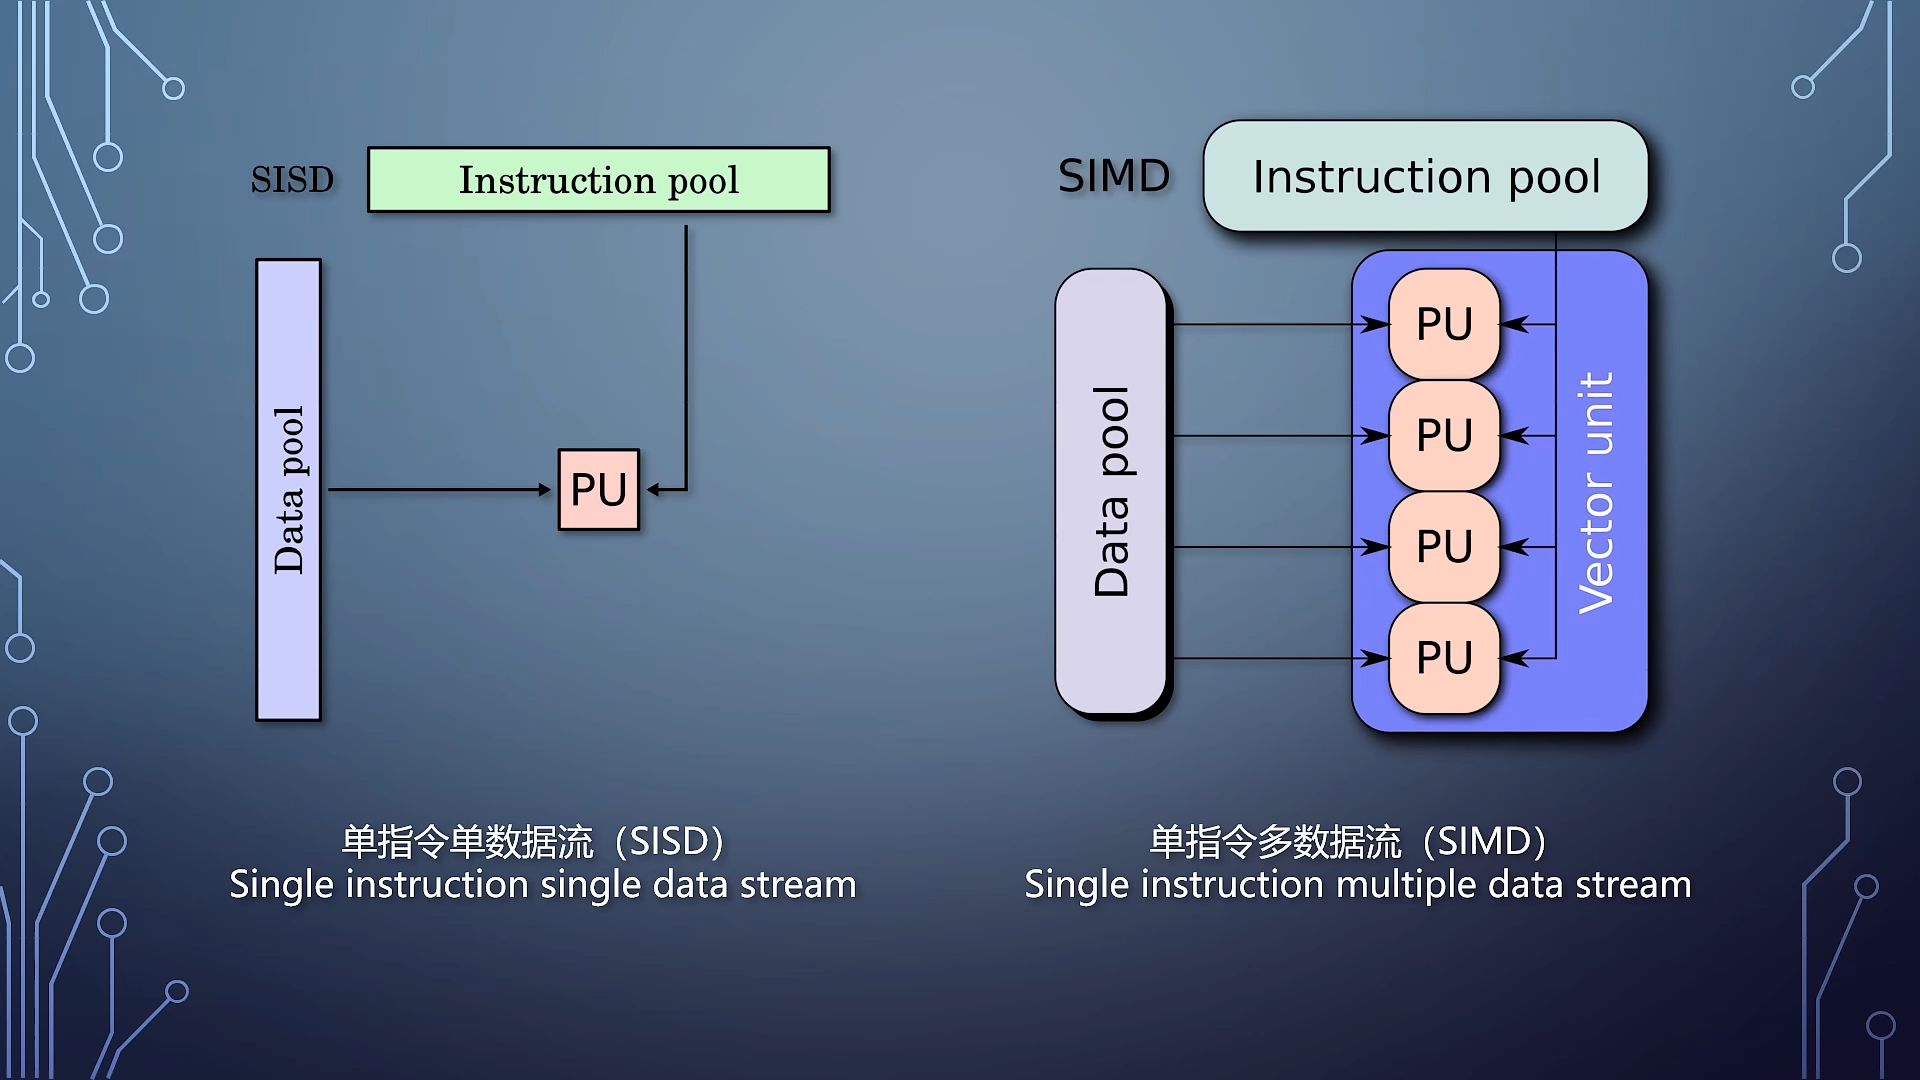 SISD
Instruction pool
Data pool
PU
单指令单数据流（SISD）
Single instruction single data stream
SIMD
Instruction pool
Data pool
PU
PU
PU
PU
Vector unit
单指令多数据流（SIMD）
Single instruction multiple data stream